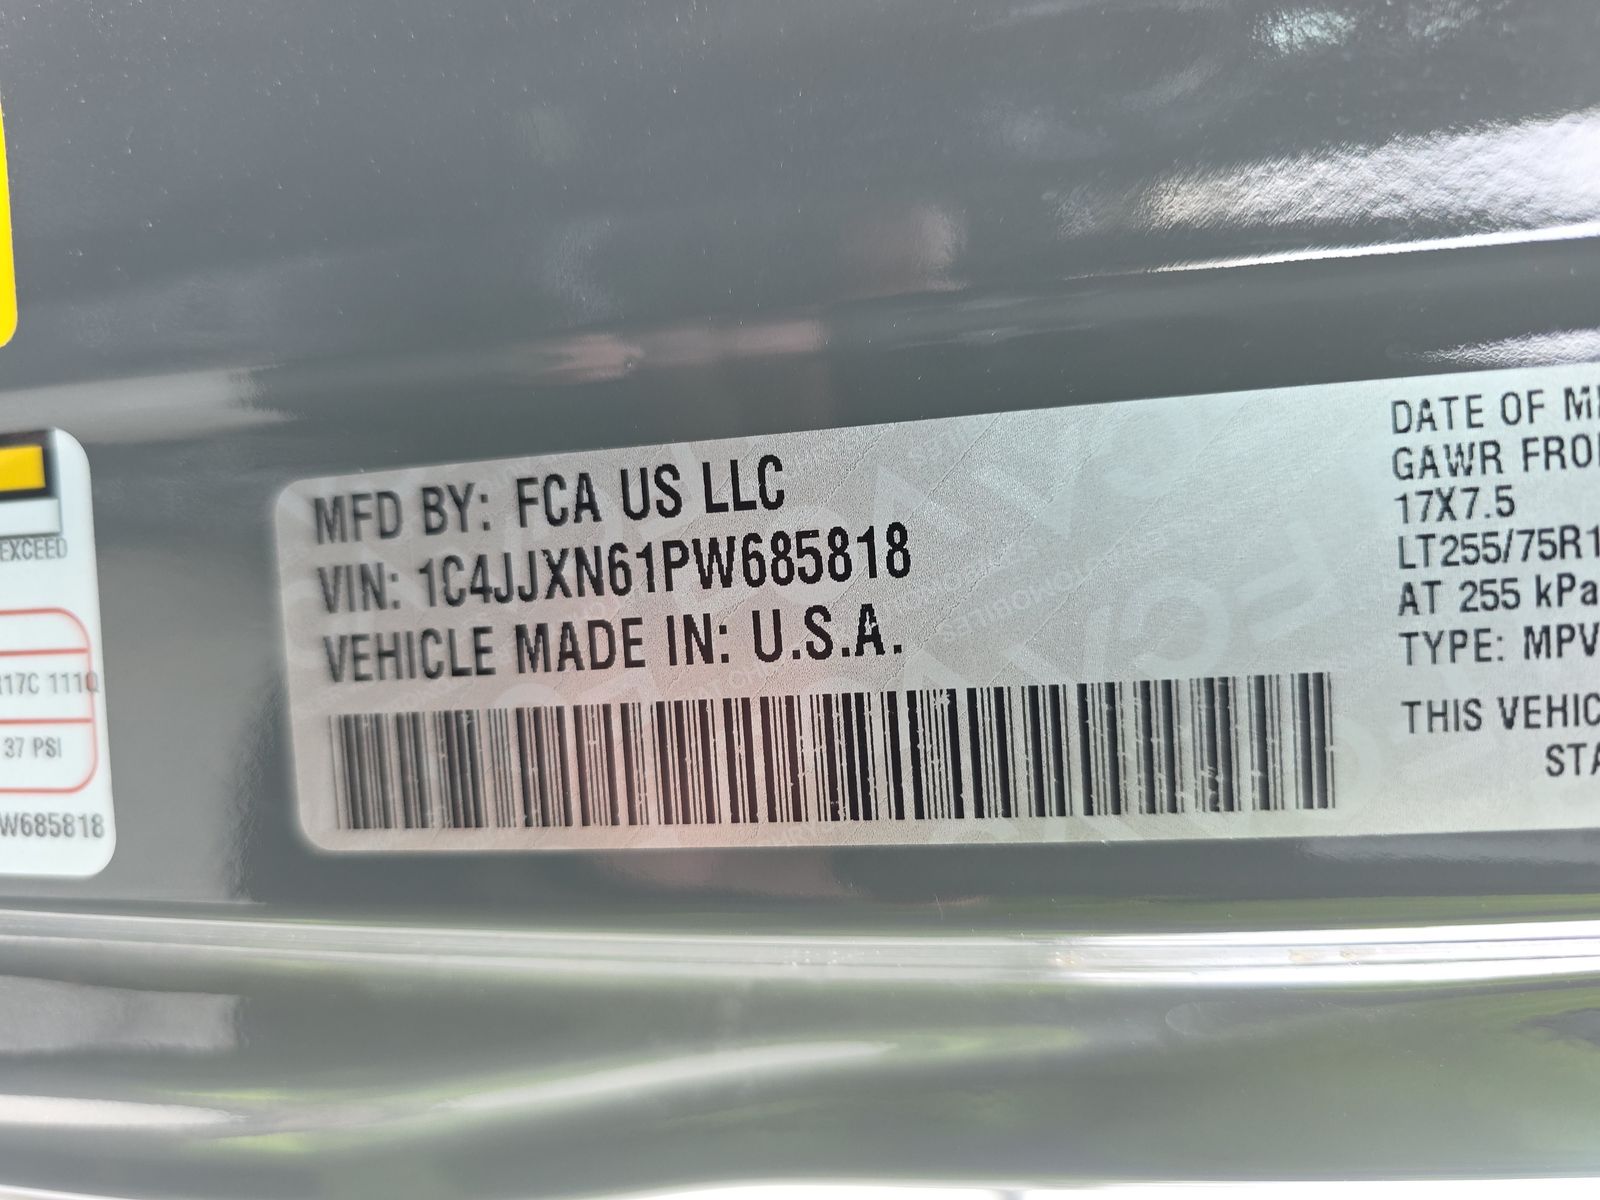 EXCEED
R17C 111Q
37 PSI
W685818
MFD BY: FCA US LLC
VIN: 1C4JJXN61PW685818
VEHICLE MADE IN: U.S.A.
DATE OF M
GAWR FRO
17X7.5
LT255/75R1
AT 255 kPa
TYPE: MPV
THIS VEHIC
STA